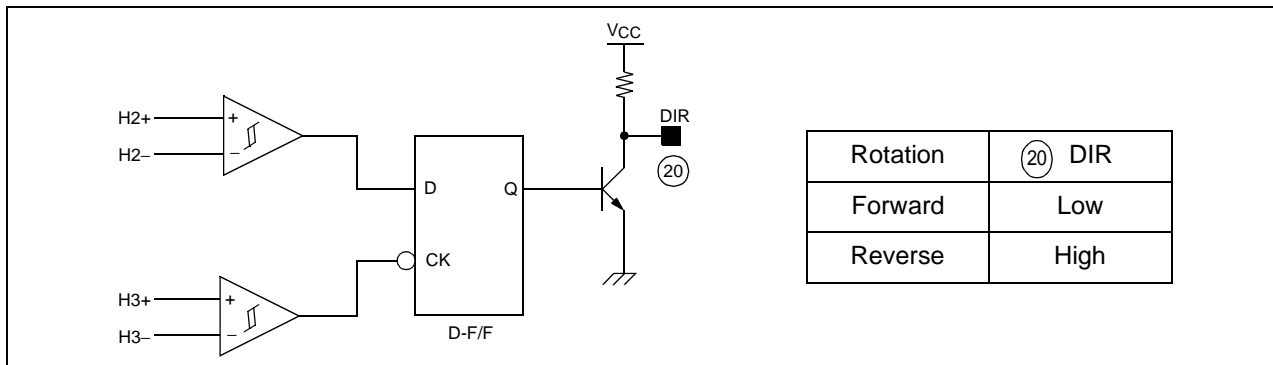 VCC
DIR
20
H2+
H2–
+
–
D
Q
CK
H3+
H3–
+
–
D-F/F
Rotation 20 DIR
Forward Low
Reverse High